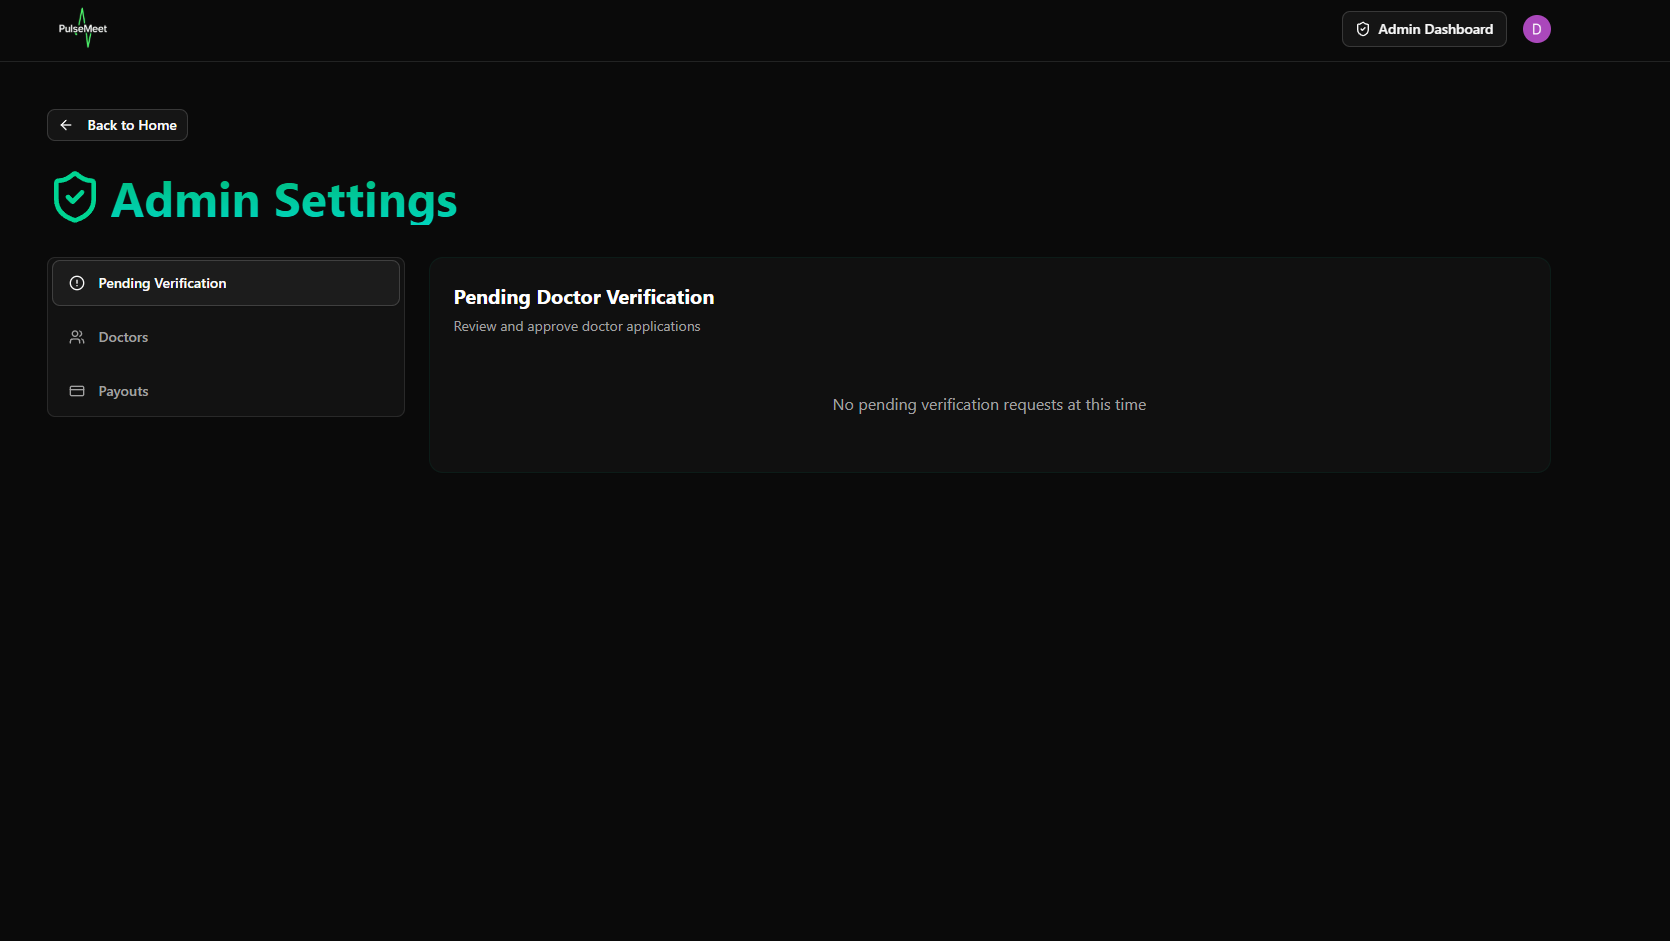 PulseMeet
Admin Dashboard
D
Back to Home
Admin Settings
Pending Verification
Doctors
Payouts
Pending Doctor Verification
Review and approve doctor applications
No pending verification requests at this time